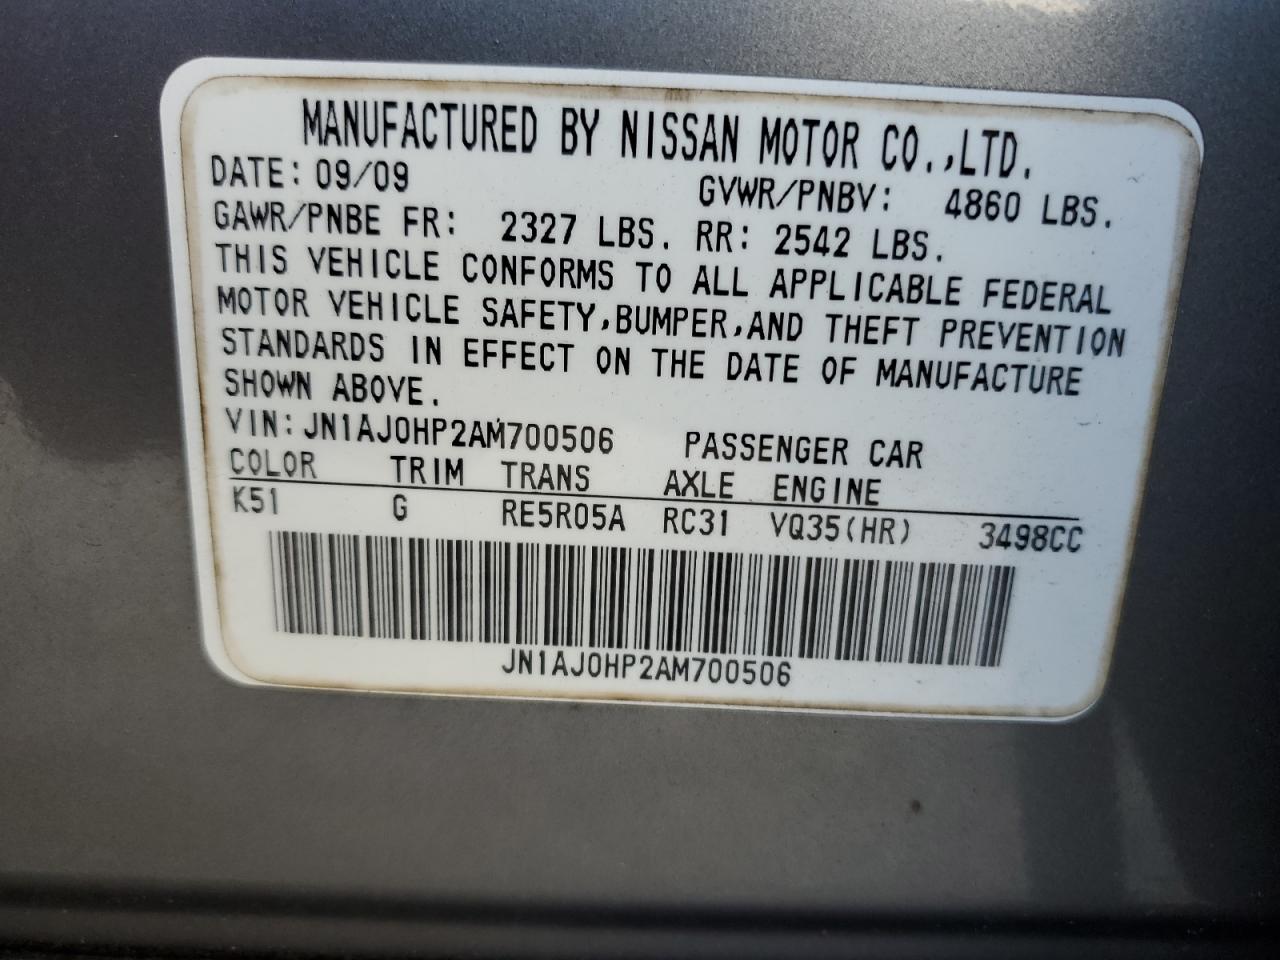 MANUFACTURED BY NISSAN MOTOR CO.,LTD.
DATE: 09/09 GVWR/PNBV: 4860 LBS.
GAWR/PNBE FR: 2327 LBS. RR: 2542 LBS.
THIS VEHICLE CONFORMS TO ALL APPLICABLE FEDERAL
MOTOR VEHICLE SAFETY,BUMPER,AND THEFT PREVENTION
STANDARDS IN EFFECT ON THE DATE OF MANUFACTURE
SHOWN ABOVE.
VIN: JN1AJ0HP2AM700506 PASSENGER CAR
COLOR TRIM TRANS AXLE ENGINE
K51 G RE5R05A RC31 VQ35(HR) 3498CC
JN1AJ0HP2AM700506